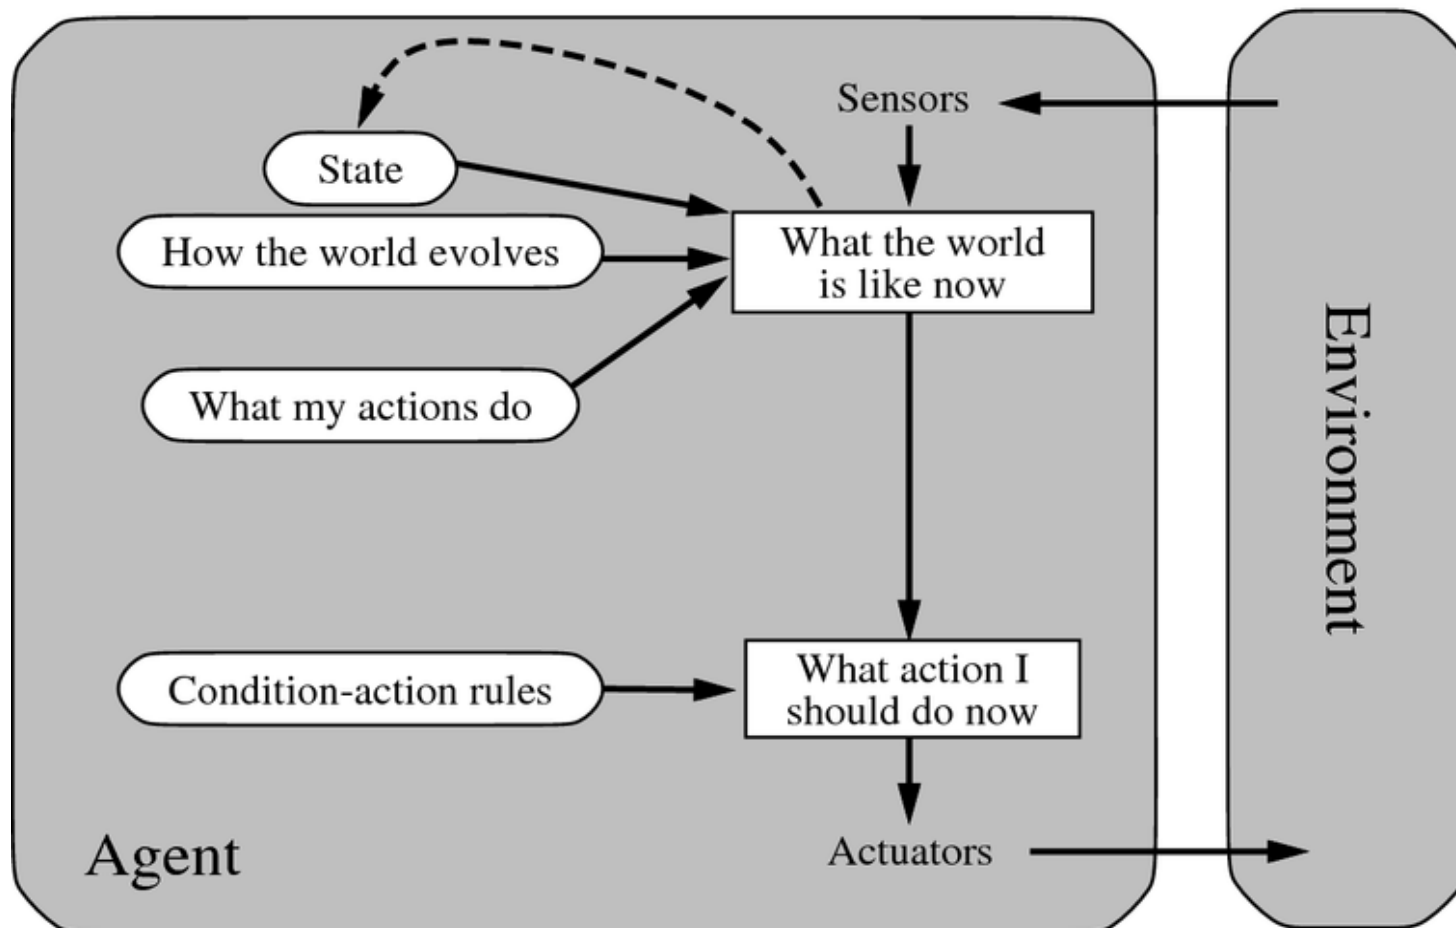 Sensors
State
What the world
is like now
How the world evolves
What my actions do
Environment
Condition-action rules
What action I
should do now
Agent
Actuators